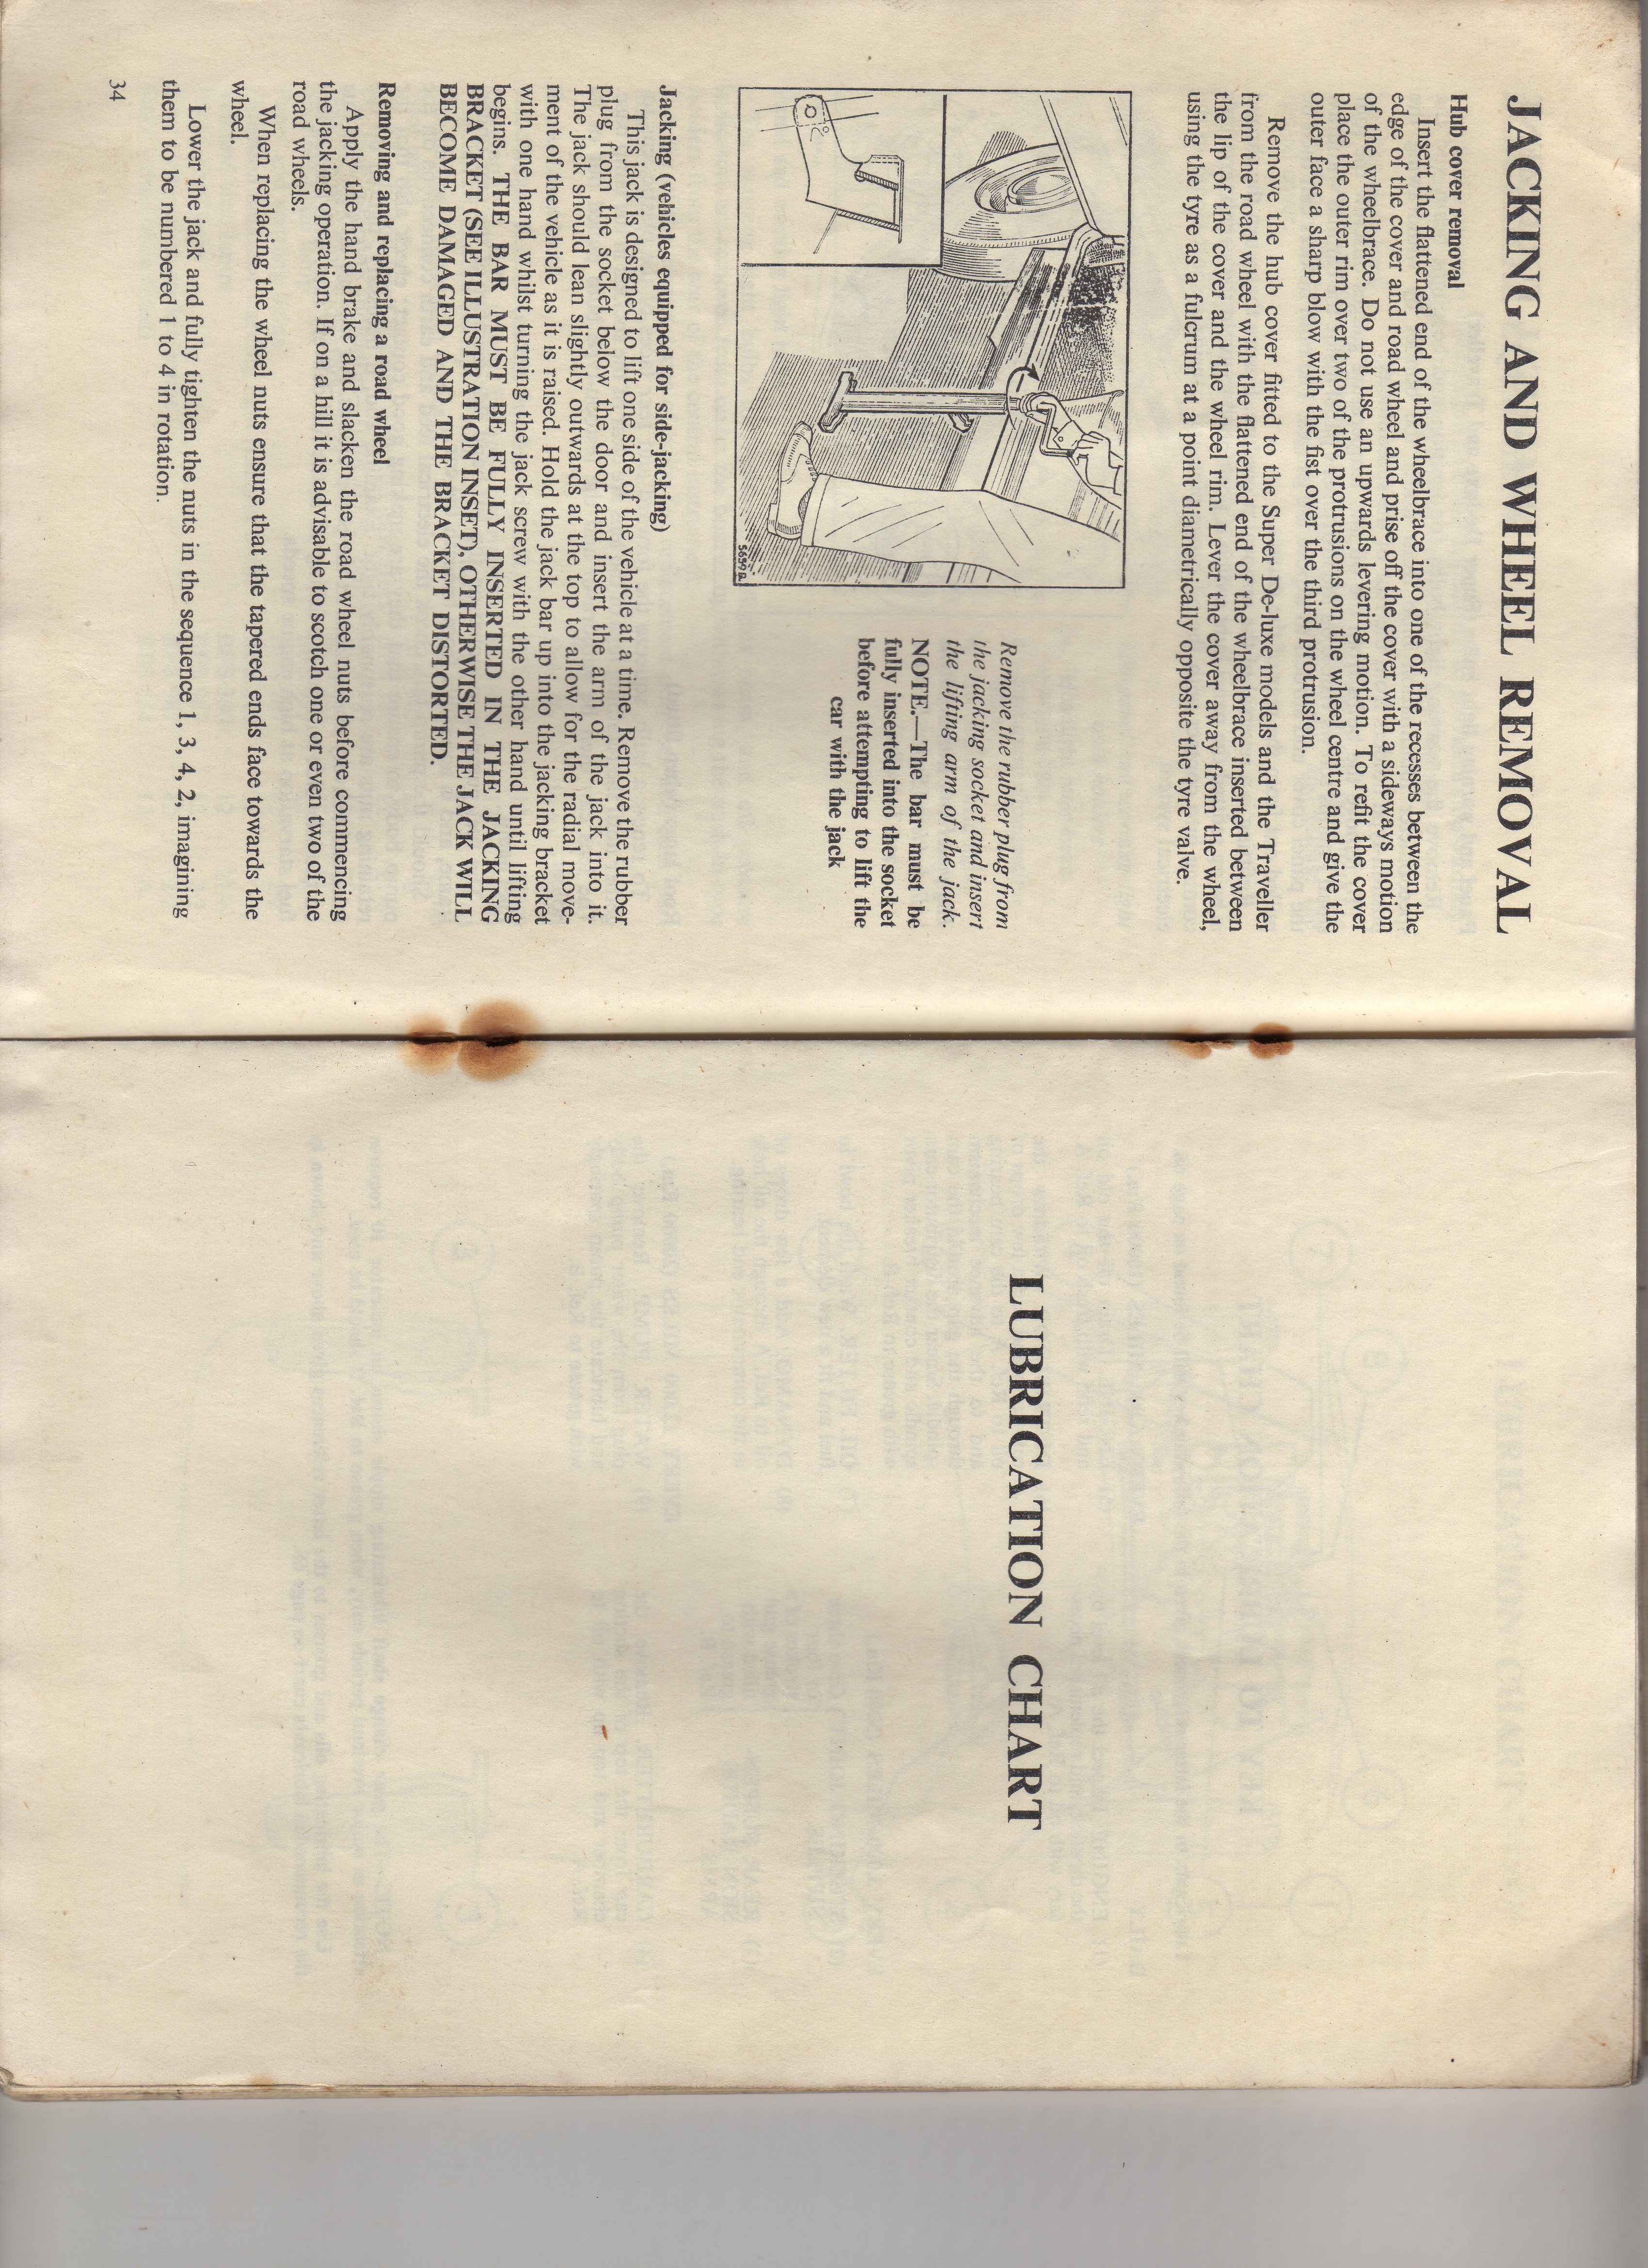 JACKING AND WHEEL REMOVAL
Hub cover removal
Insert the flattened end of the wheelbrace into one of the recesses between the
edge of the cover and road wheel and prise off the cover with a sideways motion
of the wheelbrace. Do not use an upwards levering motion. To refit the cover
place the outer rim over two of the protrusions on the wheel centre and give the
outer face a sharp blow with the fist over the third protrusion.
Remove the hub cover fitted to the Super De-luxe models and the Traveller
from the road wheel with the flattened end of the wheelbrace inserted between
the lip of the cover and the wheel rim. Lever the cover away from the wheel,
using the tyre as a fulcrum at a point diametrically opposite the tyre valve.
5659B
Remove the rubber plug from
the jacking socket and insert
the lifting arm of the jack.
NOTE.—The bar must be
fully inserted into the socket
before attempting to lift the
car with the jack
Jacking (vehicles equipped for side-jacking)
This jack is designed to lift one side of the vehicle at a time. Remove the rubber
plug from the socket below the door and insert the arm of the jack into it.
The jack should lean slightly outwards at the top to allow for the radial move-
ment of the vehicle as it is raised. Hold the jack bar up into the jacking bracket
with one hand whilst turning the jack screw with the other hand until lifting
begins. THE BAR MUST BE FULLY INSERTED IN THE JACKING
BRACKET (SEE ILLUSTRATION INSET), OTHERWISE THE JACK WILL
BECOME DAMAGED AND THE BRACKET DISTORTED.
Removing and replacing a road wheel
Apply the hand brake and slacken the road wheel nuts before commencing
the jacking operation. If on a hill it is advisable to scotch one or even two of the
road wheels.
When replacing the wheel nuts ensure that the tapered ends face towards the
wheel.
Lower the jack and fully tighten the nuts in the sequence 1, 3, 4, 2, imagining
them to be numbered 1 to 4 in rotation.
34
LUBRICATION CHART